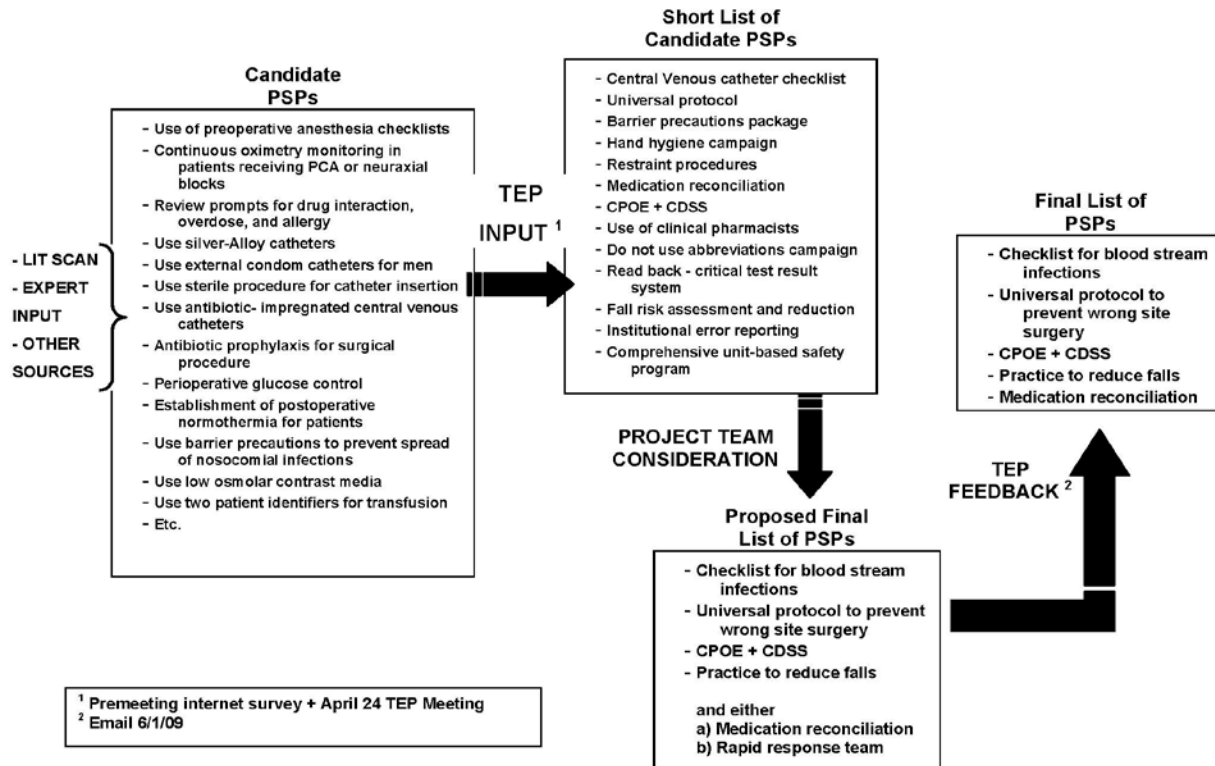 - LIT SCAN
- EXPERT
INPUT
- OTHER
SOURCES
Candidate
PSPs
- Use of preoperative anesthesia checklists
- Continuous oximetry monitoring in
patients receiving PCA or neuraxial
blocks
- Review prompts for drug interaction,
overdose, and allergy
- Use silver-Alloy catheters
- Use external condom catheters for men
- Use sterile procedure for catheter insertion
- Use antibiotic- impregnated central venous
catheters
- Antibiotic prophylaxis for surgical
procedure
- Perioperative glucose control
- Establishment of postoperative
normothermia for patients
- Use barrier precautions to prevent spread
of nosocomial infections
- Use low osmolar contrast media
- Use two patient identifiers for transfusion
- Etc.
TEP
INPUT 1
Short List of
Candidate PSPs
- Central Venous catheter checklist
- Universal protocol
- Barrier precautions package
- Hand hygiene campaign
- Restraint procedures
- Medication reconciliation
- CPOE + CDSS
- Use of clinical pharmacists
- Do not use abbreviations campaign
- Read back - critical test result
system
- Fall risk assessment and reduction
- Institutional error reporting
- Comprehensive unit-based safety
program
PROJECT TEAM
CONSIDERATION
Proposed Final
List of PSPs
- Checklist for blood stream
infections
- Universal protocol to prevent
wrong site surgery
- CPOE + CDSS
- Practice to reduce falls
and either
a) Medication reconciliation
b) Rapid response team
TEP
FEEDBACK 2
Final List of
PSPs
- Checklist for blood stream
infections
- Universal protocol to
prevent wrong site
surgery
- CPOE + CDSS
- Practice to reduce falls
- Medication reconciliation
1 Premeeting internet survey + April 24 TEP Meeting
2 Email 6/1/09